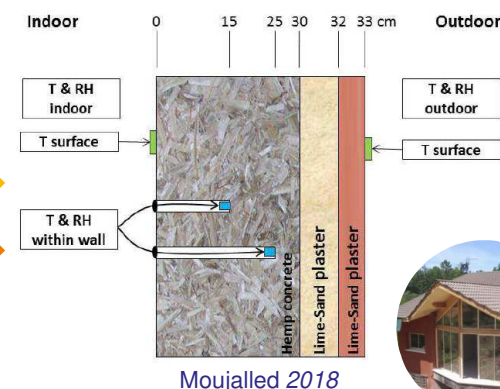 Indoor
0 15 25 30 32 33 cm
Outdoor
T & RH
indoor
T & RH
outdoor
T surface
T surface
T & RH
within wall
Hemp concrete
Lime-Sand plaster
Lime-Sand plaster
Moujalled 2018